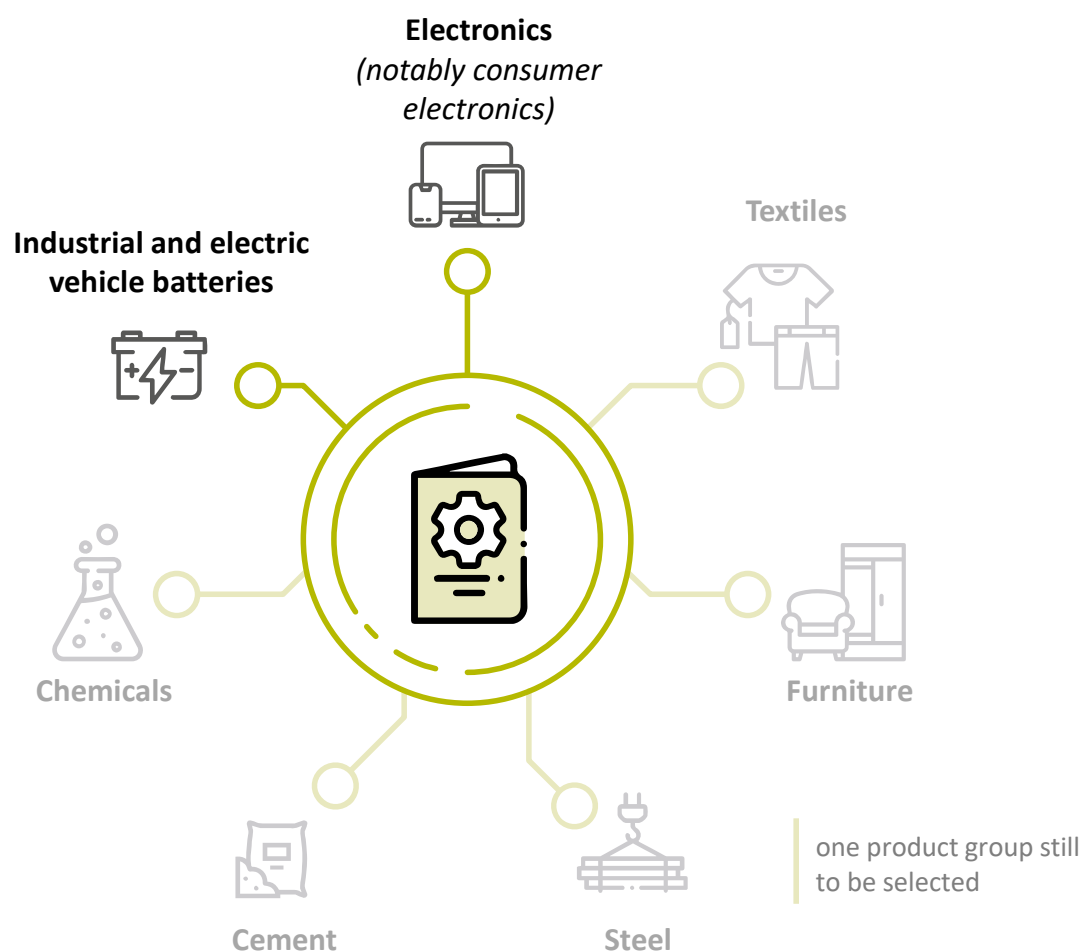 Electronics
(notably consumer
electronics)
Textiles
Industrial and electric
vehicle batteries
Chemicals
Furniture
one product group still
to be selected
Cement
Steel